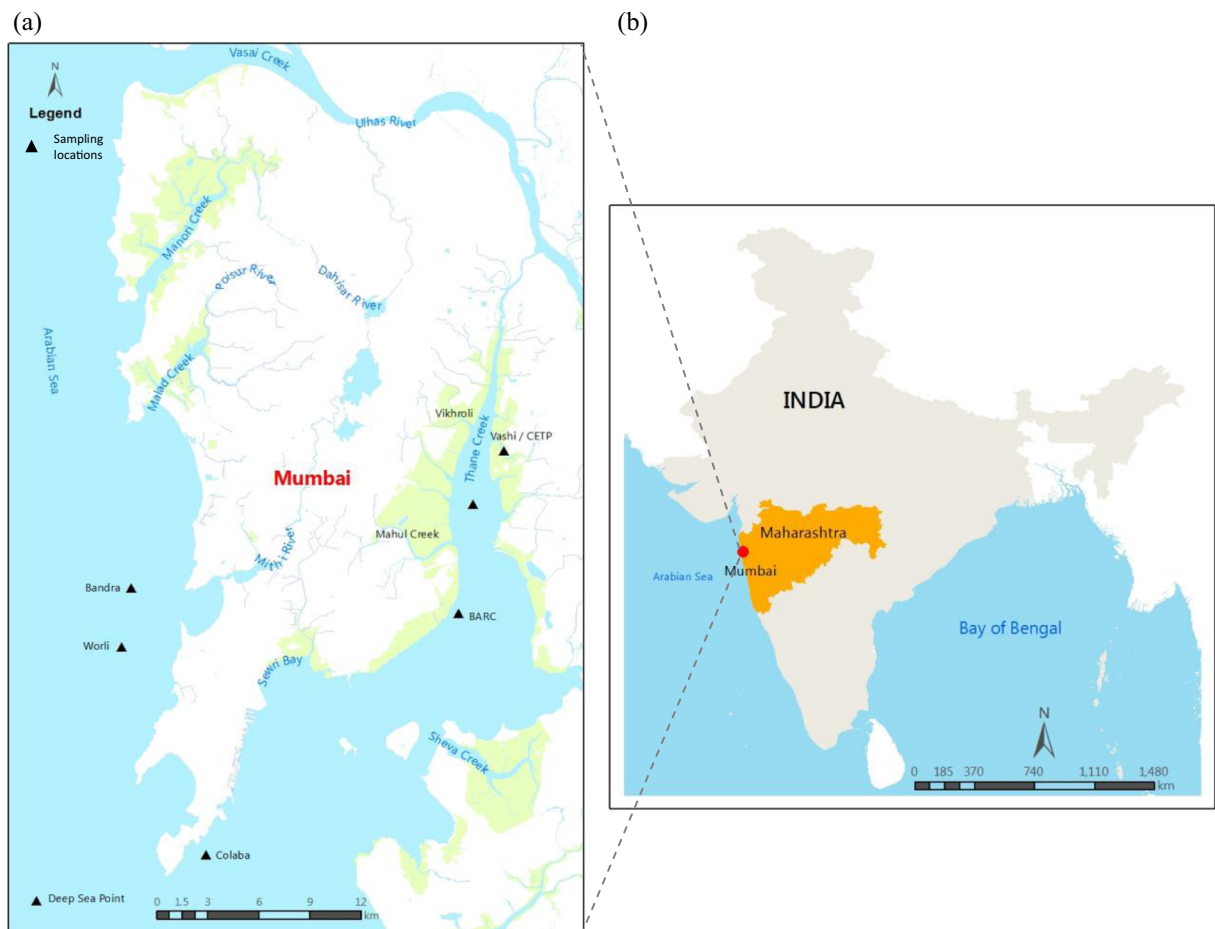 (a)
Vasai Creek
N
Legend
Sampling
locations
Ulhas River
Manori Creek
Poisur River
Dahisar River
Arabian Sea
Malad Creek
Vikhroli
Vashi / CETP
Thane Creek
Mumbai
Mahul Creek
Mithi River
Bandra
BARC
Worli
Sewri Bay
Sheva Creek
Colaba
Deep Sea Point
0 1.5 3 6 9 12
km
(b)
INDIA
Maharashtra
Mumbai
Arabian Sea
Bay of Bengal
N
0 185 370 740 1,110 1,480
km